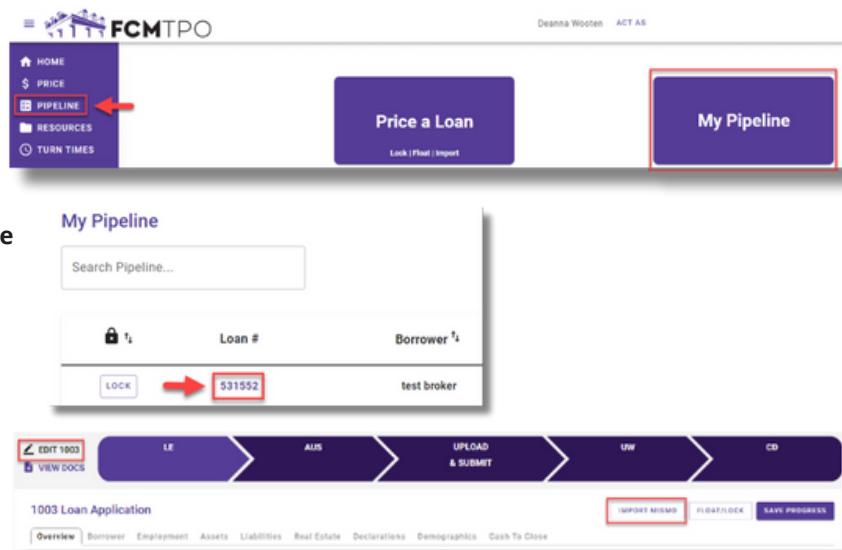 FCMTPO
Deanna Wooten ACT AS
HOME
$ PRICE
PIPELINE
RESOURCES
TURN TIMES
Price a Loan
Lock | Float | Import
My Pipeline
e
My Pipeline
Search Pipeline...
Loan # Borrower
LOCK 531552 test broker
EDIT 1003
VIEW DOCS
LE AUS UPLOAD & SUBMIT UW CD
1003 Loan Application
IMPORT MISMO FLOAT/LOCK SAVE PROGRESS
Overview Borrower Employment Assets Liabilities Real Estate Declarations Demographics Cash To Close